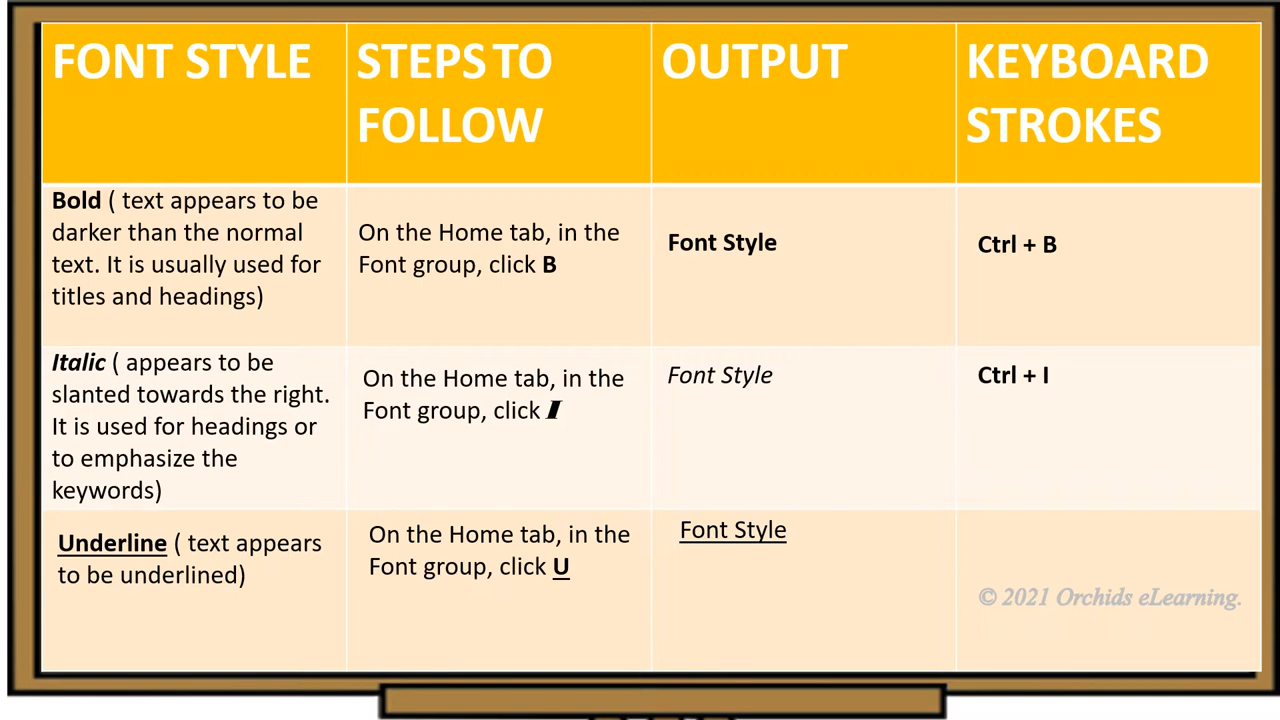 FONT STYLE
STEPS TO
FOLLOW
OUTPUT
KEYBOARD
STROKES
Bold ( text appears to be
darker than the normal
text. It is usually used for
titles and headings)
On the Home tab, in the
Font group, click B
Font Style
Ctrl + B
Italic ( appears to be
slanted towards the right.
It is used for headings or
to emphasize the
keywords)
On the Home tab, in the
Font group, click I
Font Style
Ctrl + I
Underline ( text appears
to be underlined)
On the Home tab, in the
Font group, click U
Font Style
© 2021 Orchids eLearning.